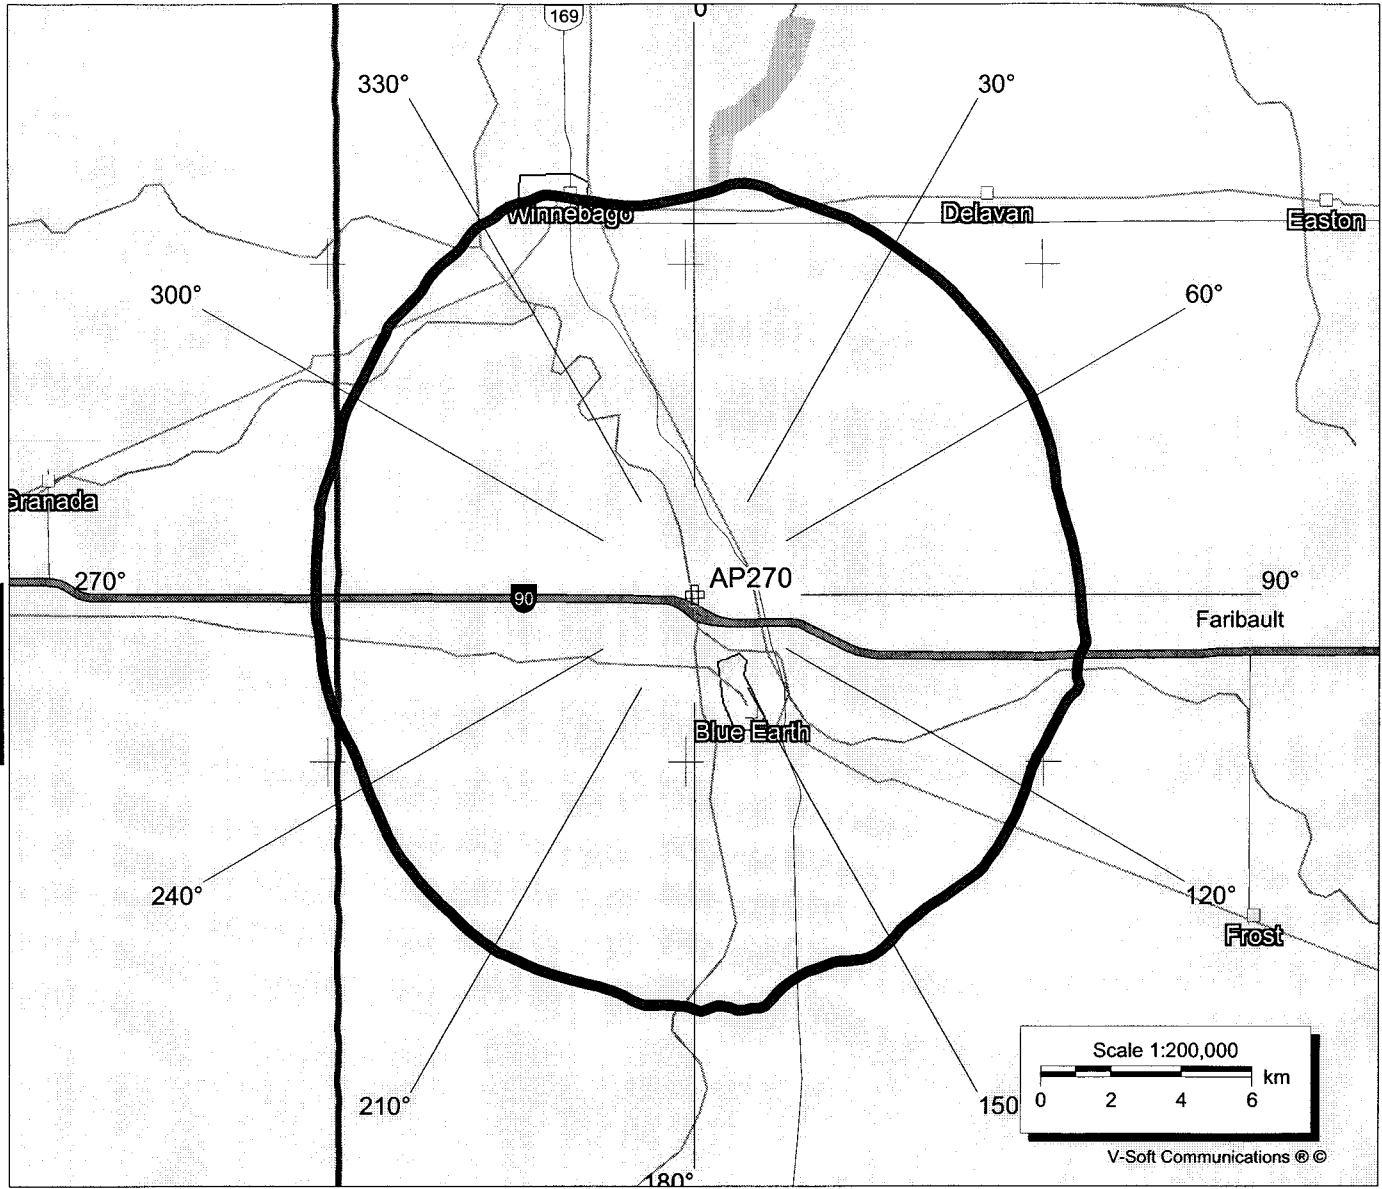 0
169
330°
30°
Winnebago
Delavan
Easton
300°
60°
Granada
270°
90
AP270
90°
Faribault
Blue Earth
240°
120°
Frost
Scale 1:200,000
km
0 2 4 6
210°
150
V-Soft Communications ® ©
180°